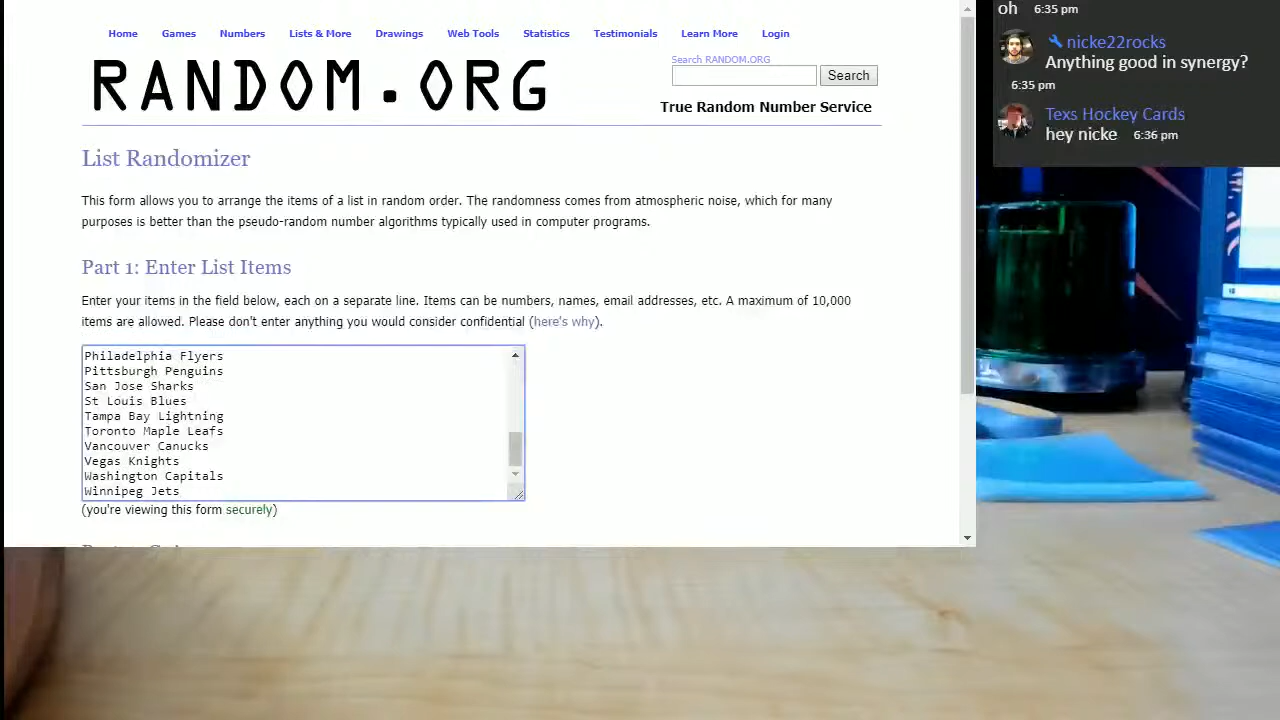 Home Games Numbers Lists & More Drawings Web Tools Statistics Testimonials Learn More Login
RANDOM.ORG
Search RANDOM.ORG
Search
True Random Number Service
List Randomizer
This form allows you to arrange the items of a list in random order. The randomness comes from atmospheric noise, which for many
purposes is better than the pseudo-random number algorithms typically used in computer programs.
Part 1: Enter List Items
Enter your items in the field below, each on a separate line. Items can be numbers, names, email addresses, etc. A maximum of 10,000
items are allowed. Please don't enter anything you would consider confidential (here's why).
Philadelphia Flyers
Pittsburgh Penguins
San Jose Sharks
St Louis Blues
Tampa Bay Lightning
Toronto Maple Leafs
Vancouver Canucks
Vegas Knights
Washington Capitals
Winnipeg Jets
(you're viewing this form securely)
oh 6:35 pm
nicke22rocks
Anything good in synergy?
6:35 pm
Texs Hockey Cards
hey nicke 6:36 pm